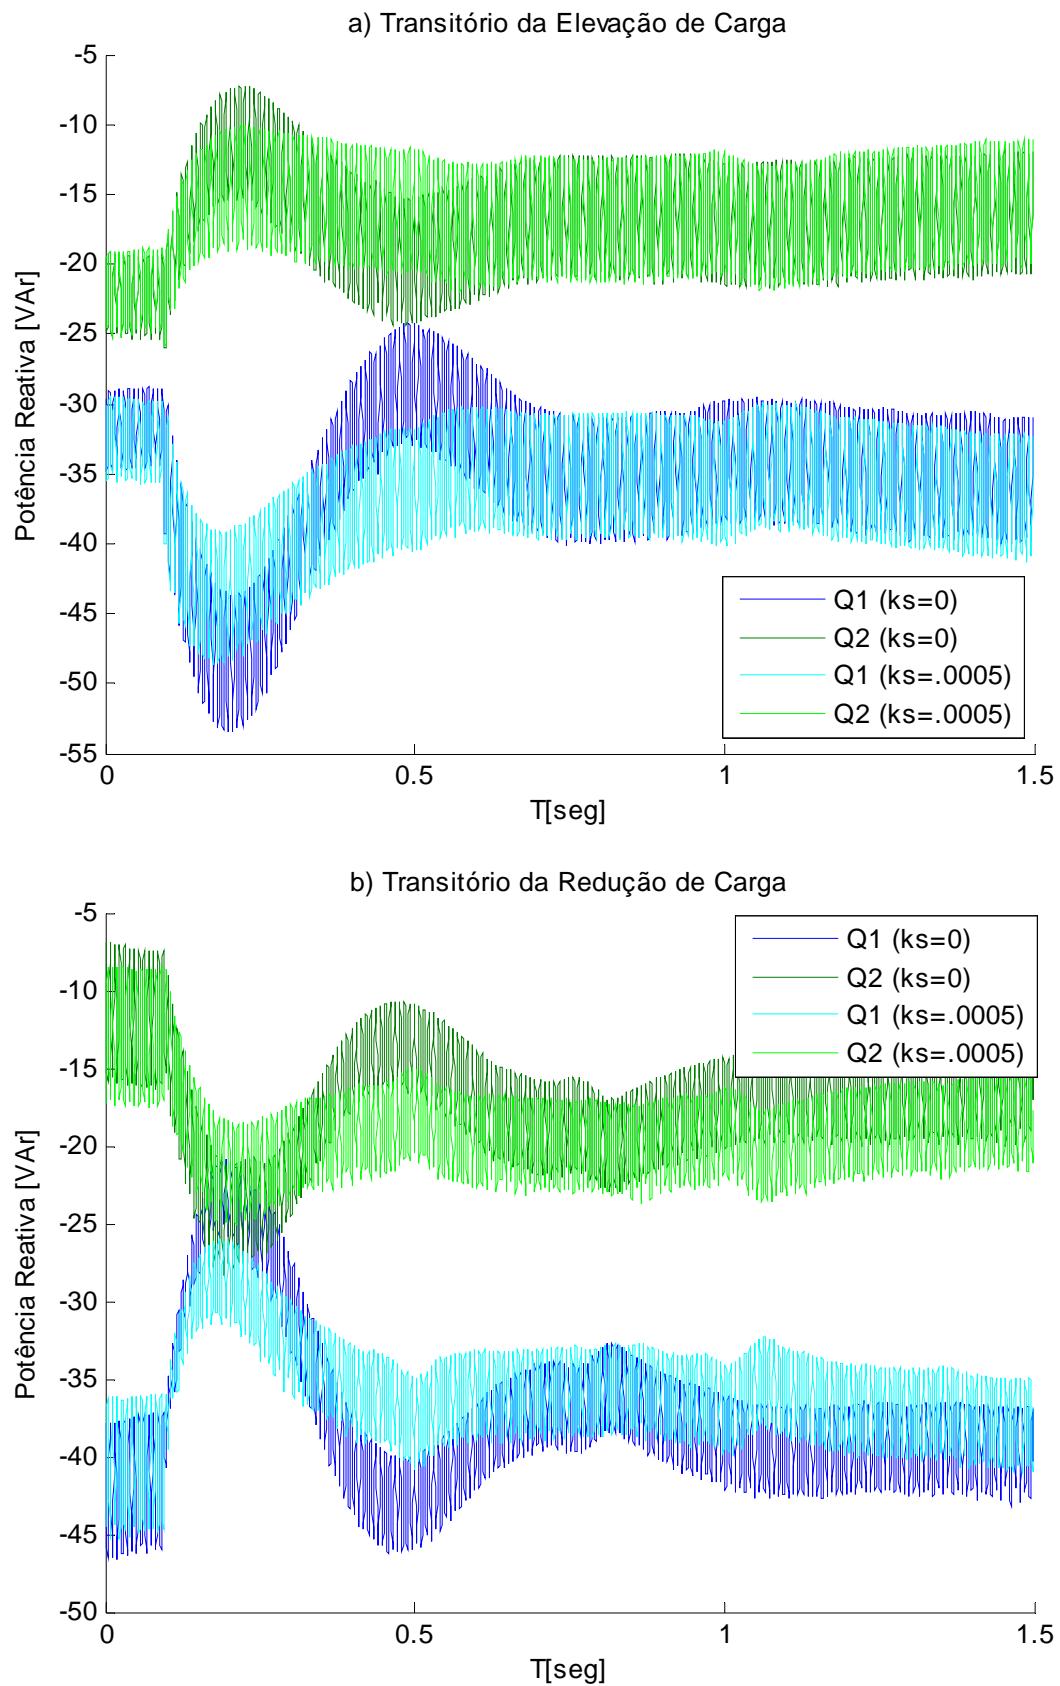 a) Transitório da Elevação de Carga
-5
-10
-15
-20
-25
-30
-35
-40
-45
-50
-55
Potência Reativa [VAr]
Q1 (ks=0)
Q2 (ks=0)
Q1 (ks=.0005)
Q2 (ks=.0005)
0
0.5
1
1.5
T[seg]
b) Transitório da Redução de Carga
-5
-10
-15
-20
-25
-30
-35
-40
-45
-50
Potência Reativa [VAr]
Q1 (ks=0)
Q2 (ks=0)
Q1 (ks=.0005)
Q2 (ks=.0005)
0
0.5
1
1.5
T[seg]